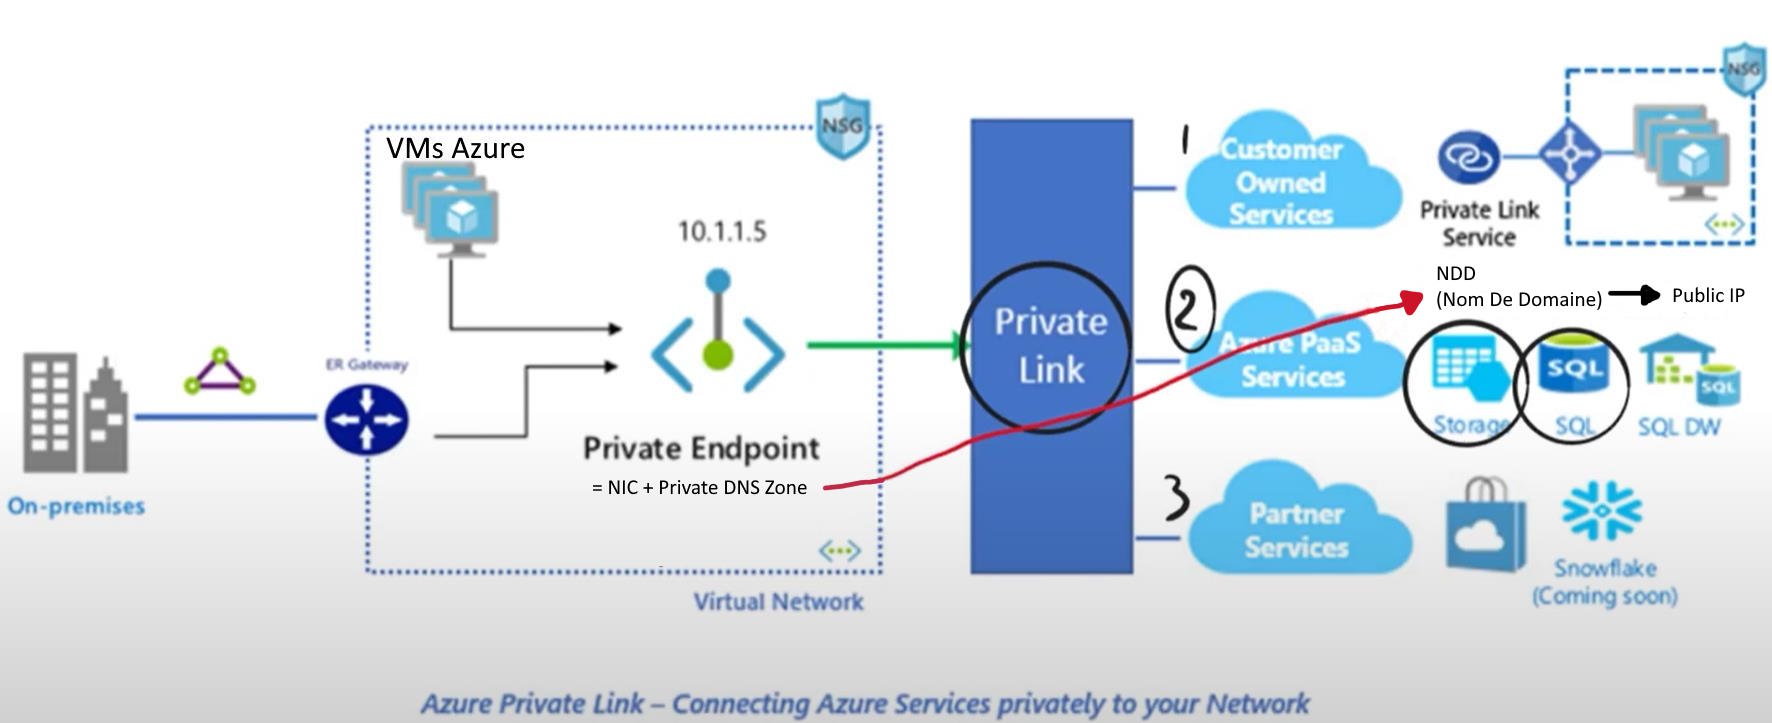 On-premises
ER Gateway
VMs Azure
NSG
10.1.1.5
Private Endpoint
= NIC + Private DNS Zone
Virtual Network
Private
Link
1
Customer
Owned
Services
Private Link
Service
NSG
2
Azure PaaS
Services
NDD
(Nom De Domaine)
Public IP
Storage
SQL
SQL
SQL
SQL DW
3
Partner
Services
Snowflake
(Coming soon)
Azure Private Link – Connecting Azure Services privately to your Network